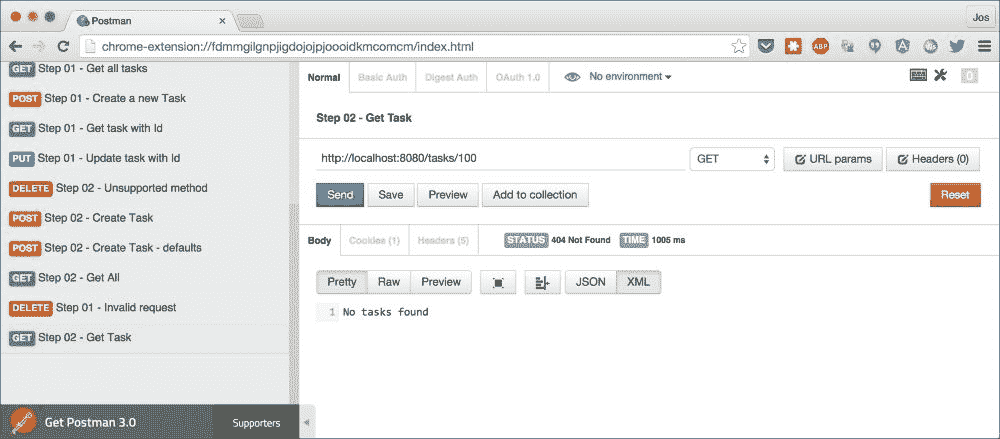 Postman
Jos
chrome-extension://fdmmgilgnpjigdojojpjoooidkmcomcm/index.html
ABP
GET Step 01 - Get all tasks
POST Step 01 - Create a new Task
GET Step 01 - Get task with Id
PUT Step 01 - Update task with Id
DELETE Step 02 - Unsupported method
POST Step 02 - Create Task
POST Step 02 - Create Task - defaults
GET Step 02 - Get All
DELETE Step 01 - Invalid request
GET Step 02 - Get Task
Get Postman 3.0 Supporters
Normal Basic Auth Digest Auth OAuth 1.0 No environment 0
Step 02 - Get Task
http://localhost:8080/tasks/100 GET URL params Headers (0)
Send Save Preview Add to collection Reset
Body Cookies (1) Headers (5) STATUS 404 Not Found TIME 1005 ms
Pretty Raw Preview JSON XML
1 No tasks found